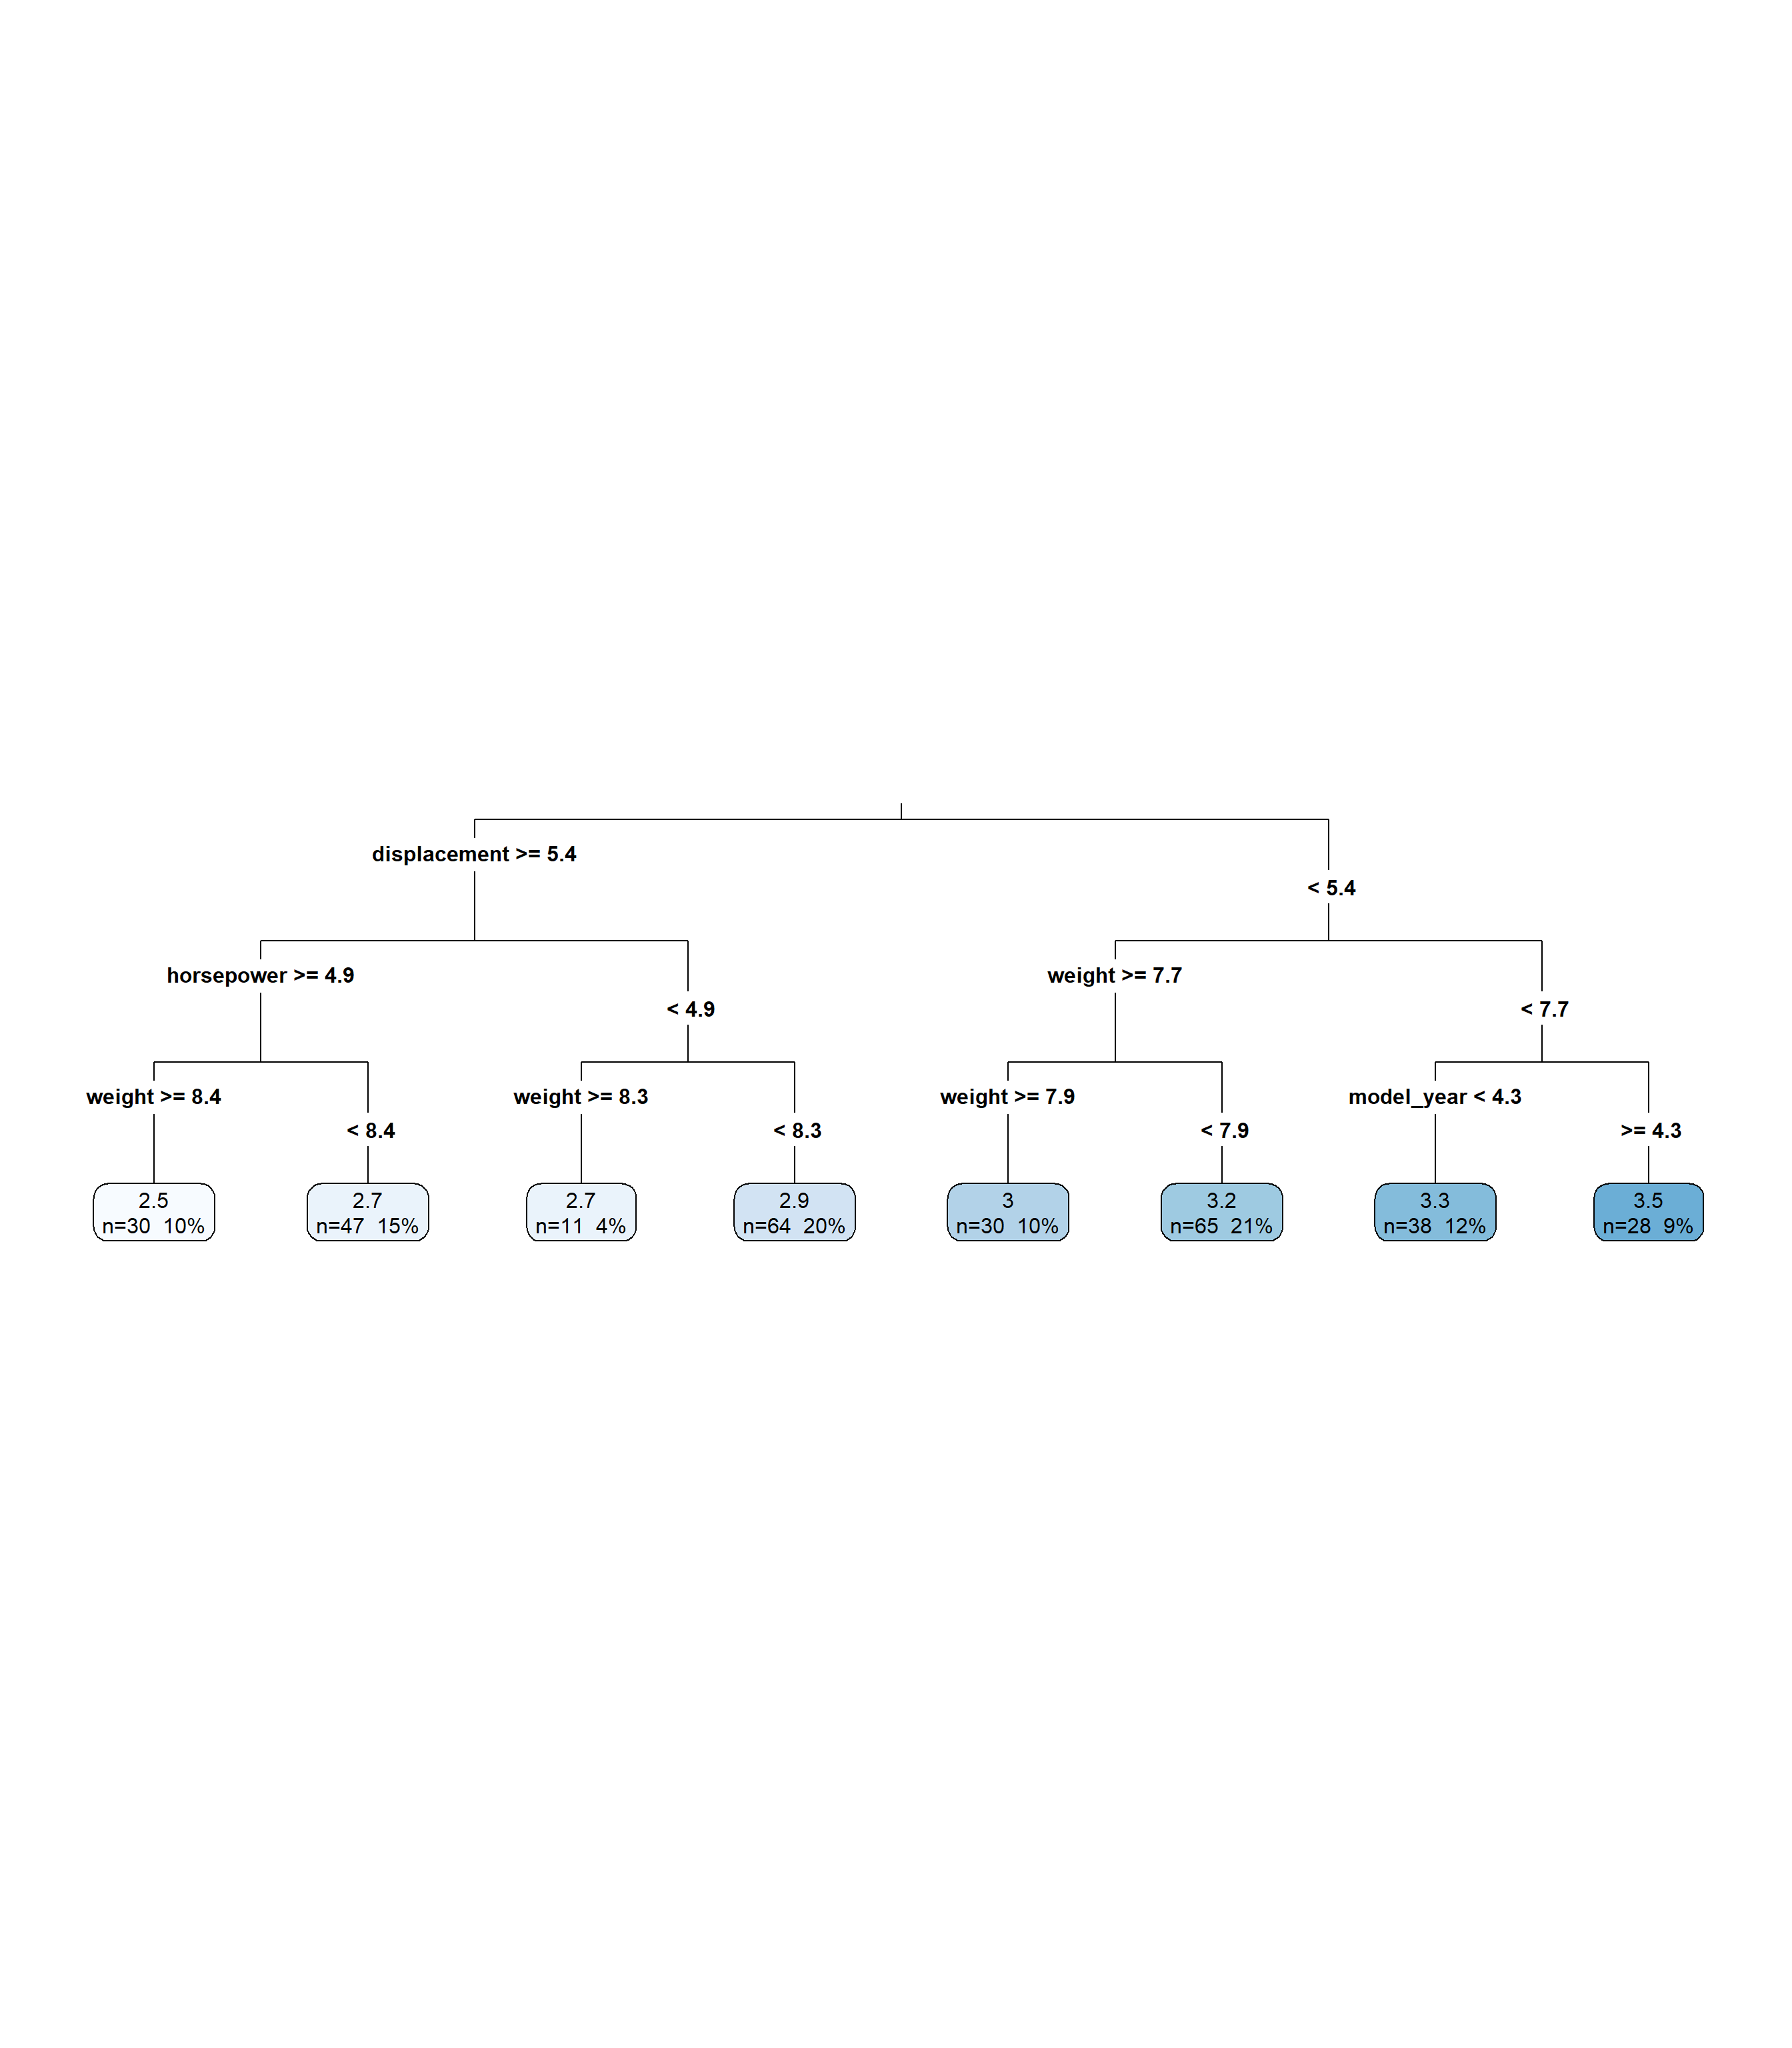 displacement >= 5.4
< 5.4
horsepower >= 4.9
weight >= 7.7
< 4.9
< 7.7
weight >= 8.4
weight >= 8.3
weight >= 7.9
model_year < 4.3
< 8.4
< 8.3
< 7.9
>= 4.3
2.5
n=30 10%
2.7
n=47 15%
2.7
n=11 4%
2.9
n=64 20%
3
n=30 10%
3.2
n=65 21%
3.3
n=38 12%
3.5
n=28 9%